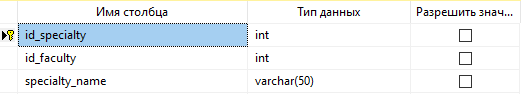 Имя столбца Тип данных Разрешить знач...
id_specialty int
id_faculty int
specialty_name varchar(50)